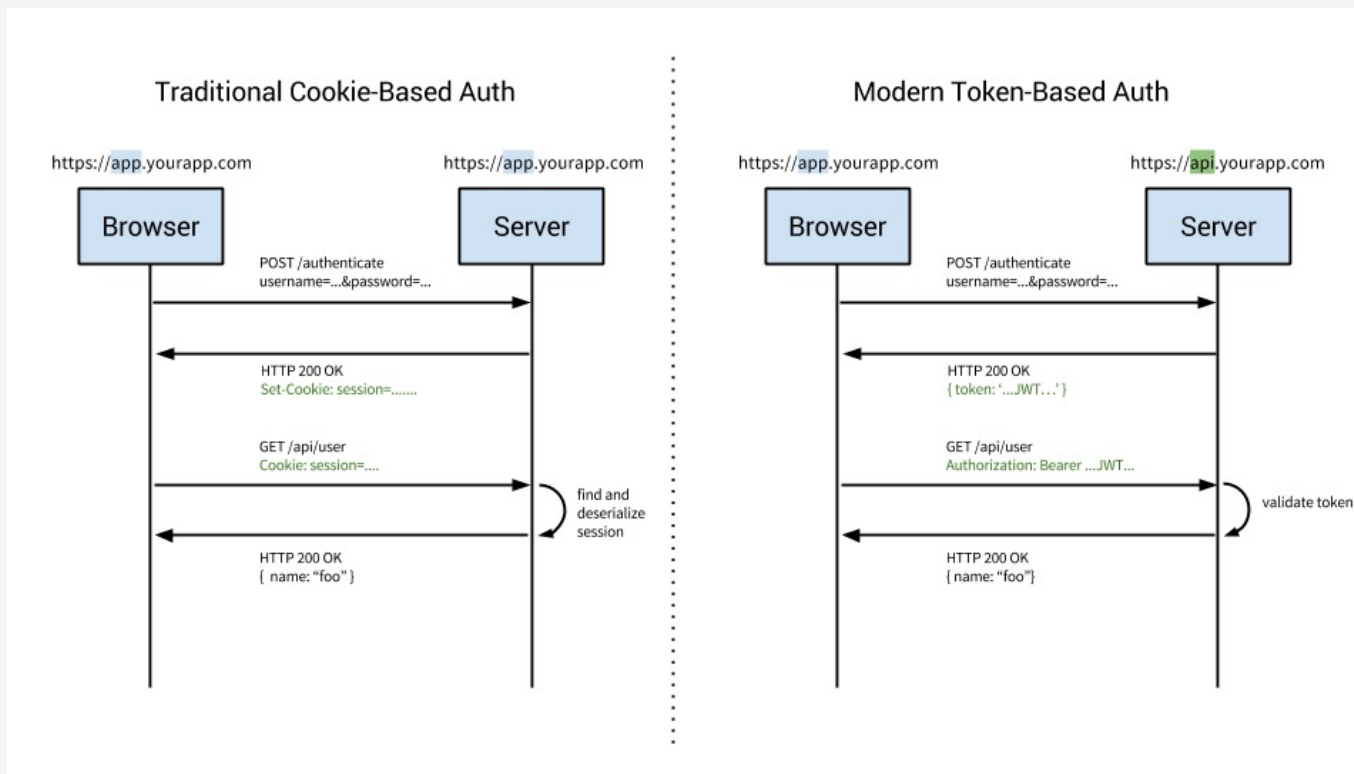 Traditional Cookie-Based Auth
https://app.yourapp.com
https://app.yourapp.com
Browser
Server
POST /authenticate
username=...&password=...
HTTP 200 OK
Set-Cookie: session=.......
GET /api/user
Cookie: session=....
find and
deserialize
session
HTTP 200 OK
{ name: “foo” }
Modern Token-Based Auth
https://app.yourapp.com
https://api.yourapp.com
Browser
Server
POST /authenticate
username=...&password=...
HTTP 200 OK
{ token: ‘...JWT...’ }
GET /api/user
Authorization: Bearer ...JWT...
validate token
HTTP 200 OK
{ name: “foo”}